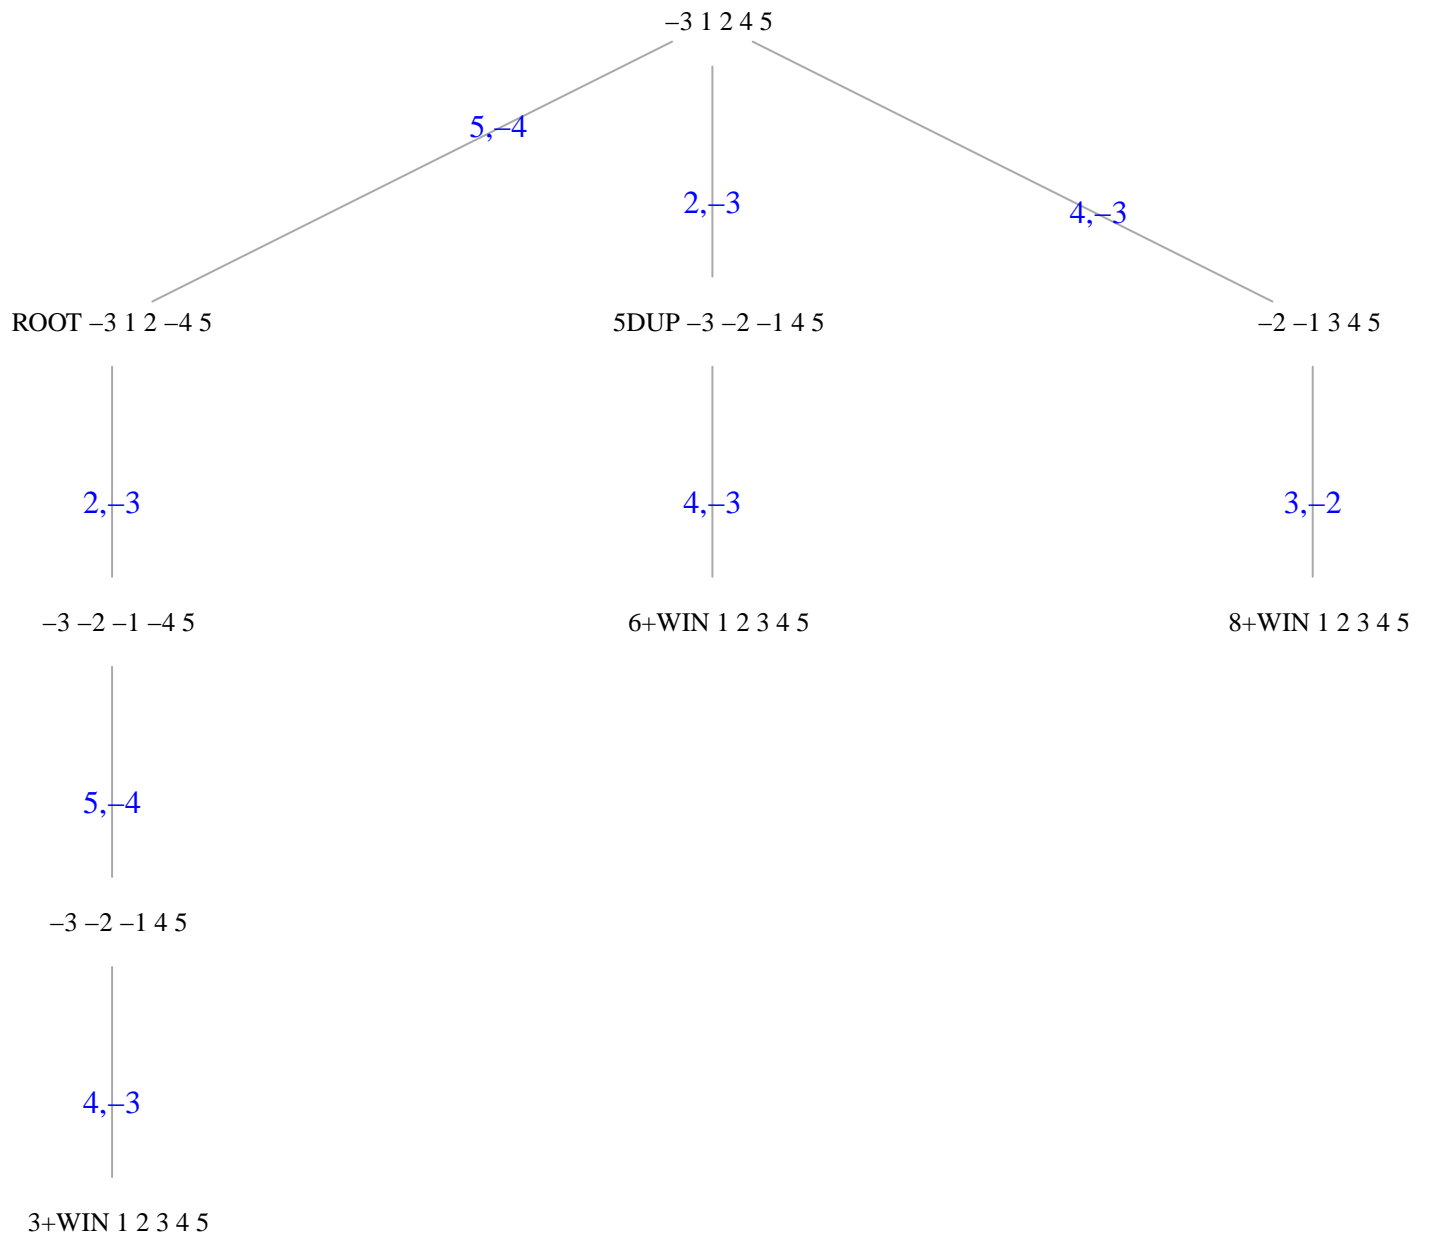 –3 1 2 4 5
5,–4
2,–3
4,–3
ROOT –3 1 2 –4 5
5DUP –3 –2 –1 4 5
–2 –1 3 4 5
2,–3
4,–3
3,–2
–3 –2 –1 –4 5
6+WIN 1 2 3 4 5
8+WIN 1 2 3 4 5
5,–4
–3 –2 –1 4 5
4,–3
3+WIN 1 2 3 4 5